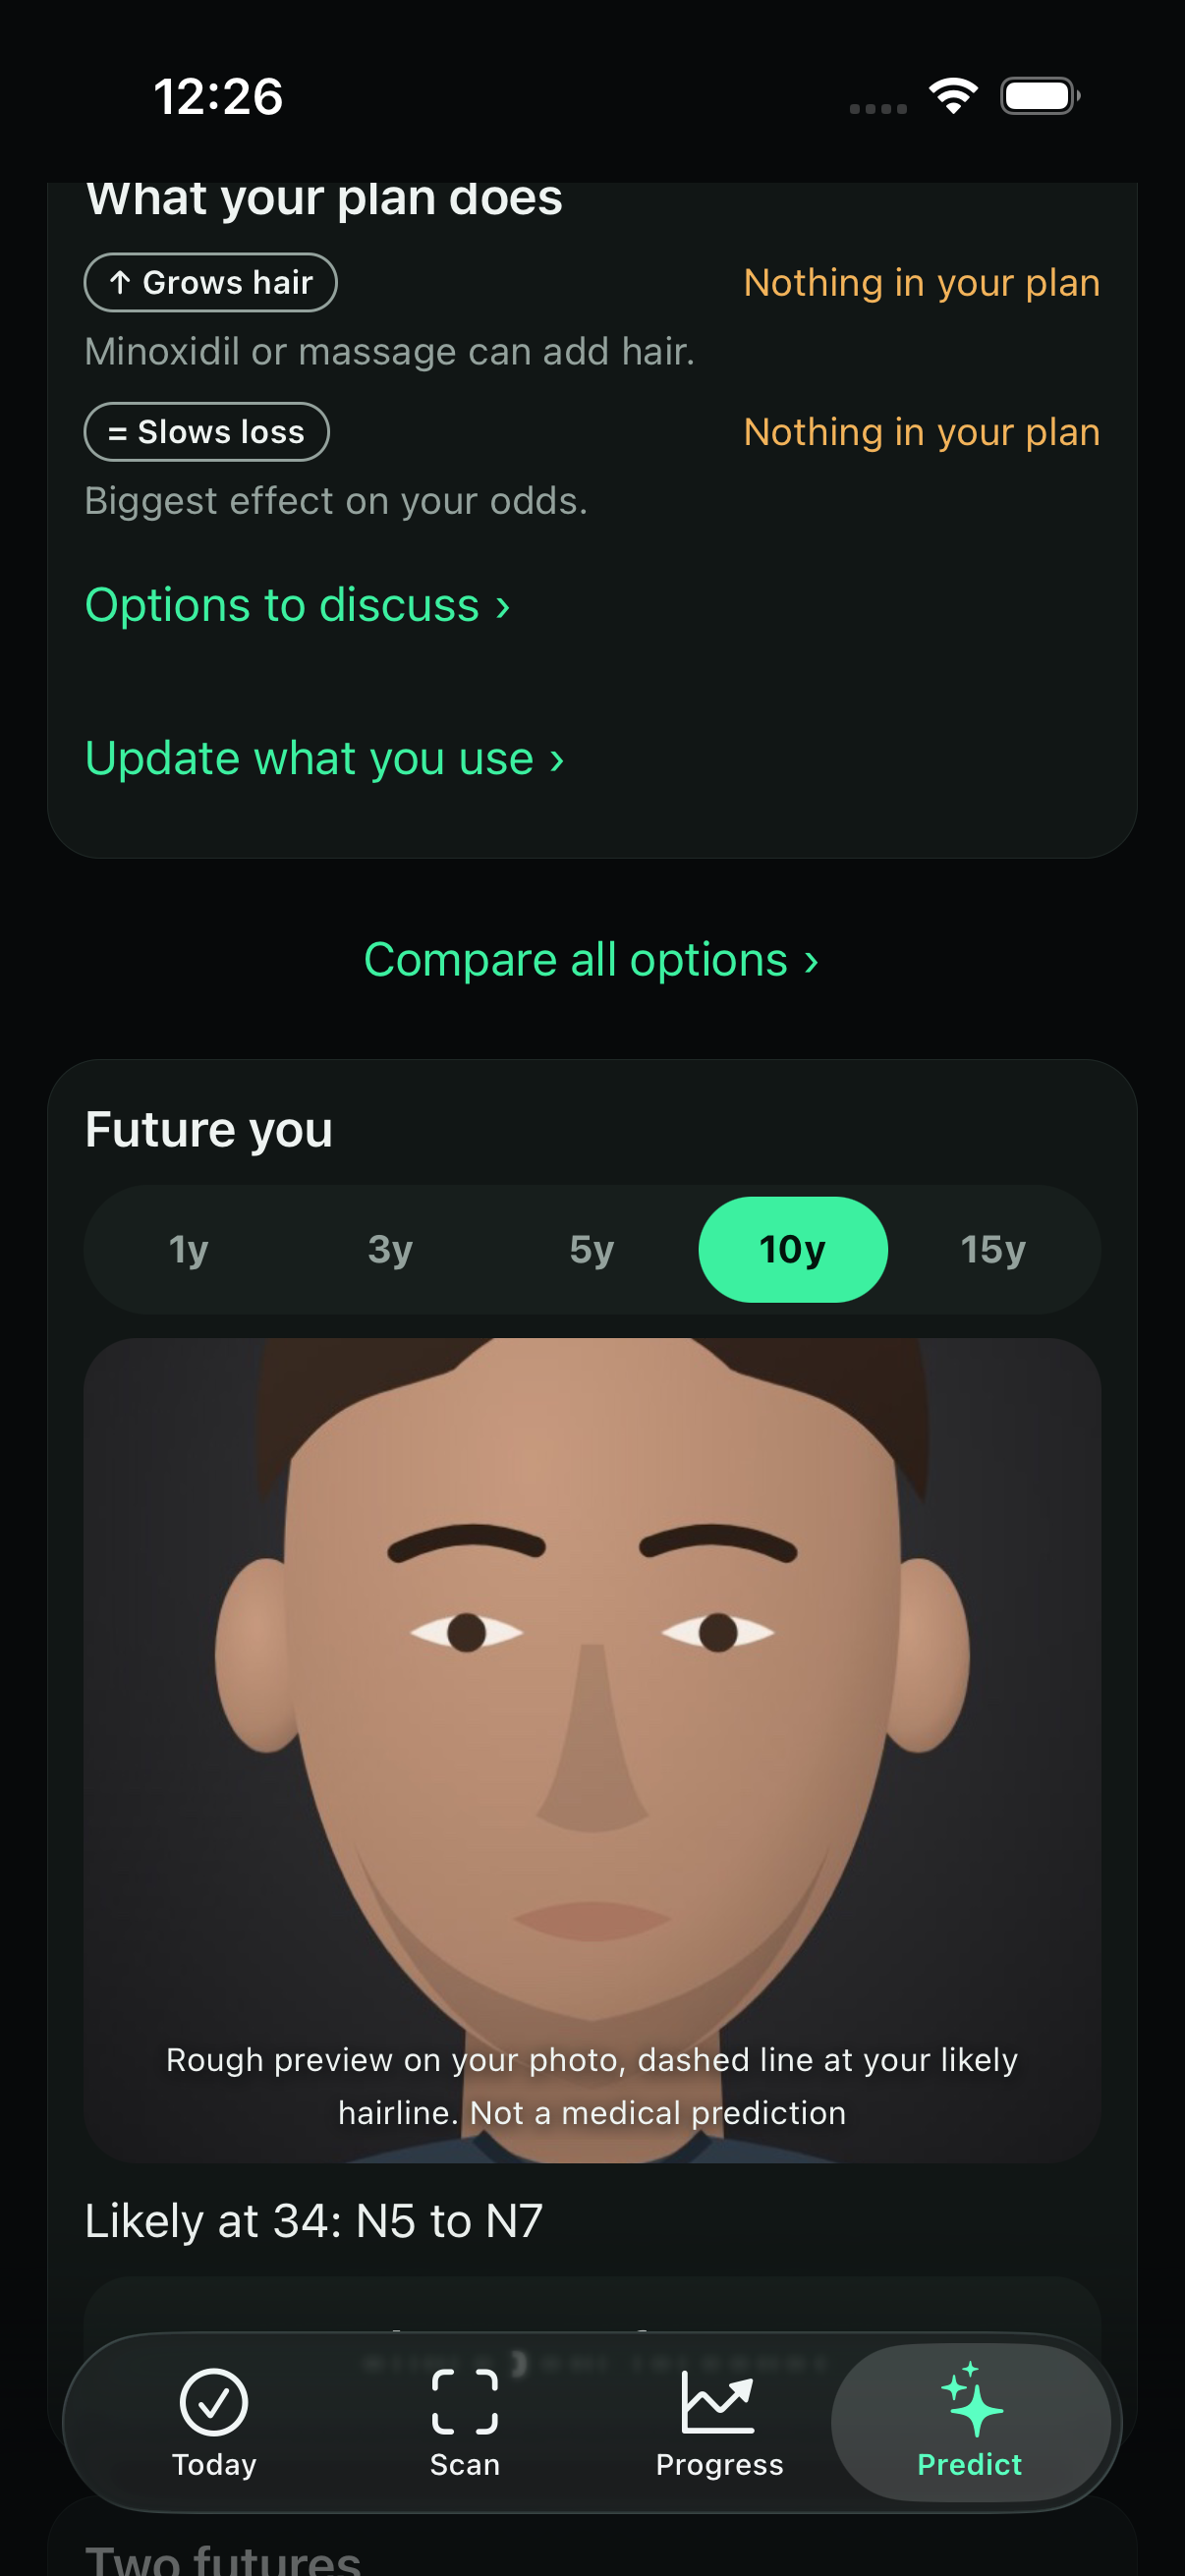 12:26
What your plan does
↑ Grows hair
Nothing in your plan
Minoxidil or massage can add hair.
= Slows loss
Nothing in your plan
Biggest effect on your odds.
Options to discuss ›
Update what you use ›
Compare all options ›
Future you
1y 3y 5y 10y 15y
Rough preview on your photo, dashed line at your likely
hairline. Not a medical prediction
Likely at 34: N5 to N7
Today Scan Progress Predict
Two futures